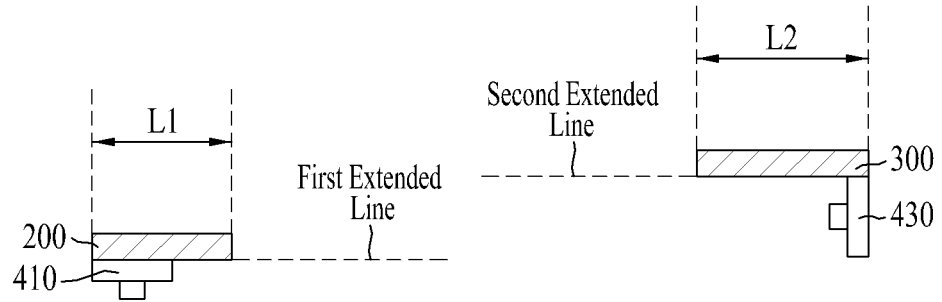 L1
First Extended
Line
200
410
L2
Second Extended
Line
300
430